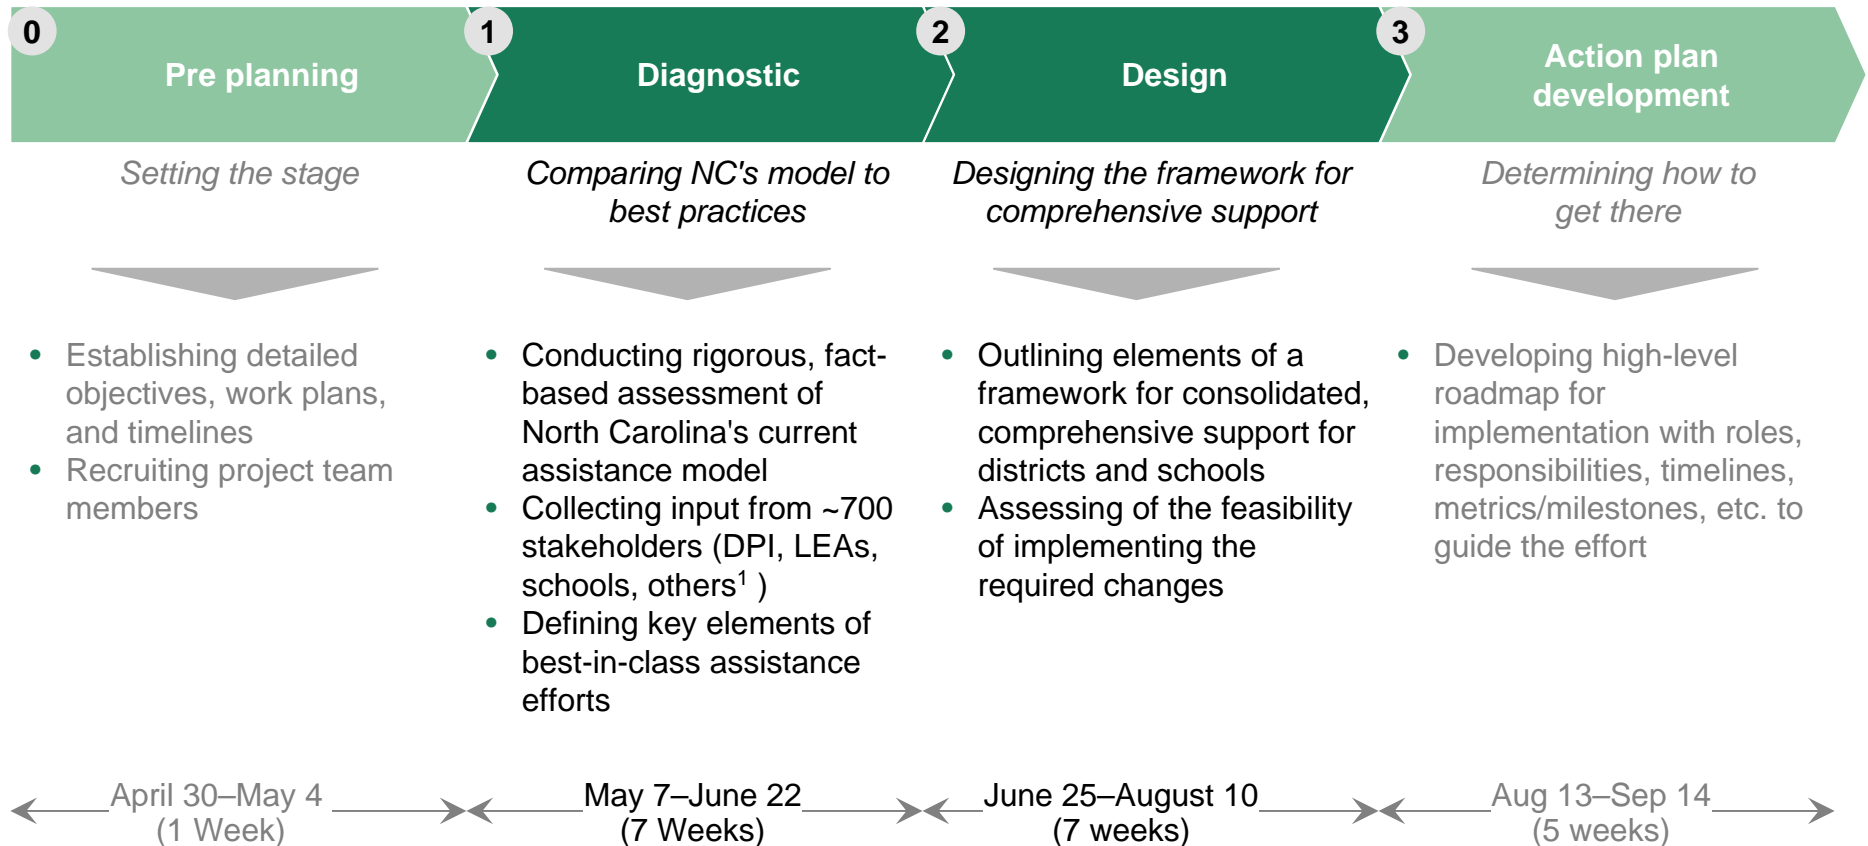 0
Pre planning
Setting the stage
• Establishing detailed
objectives, work plans,
and timelines
• Recruiting project team
members
April 30–May 4
(1 Week)
1
Diagnostic
Comparing NC's model to
best practices
• Conducting rigorous, fact-
based assessment of
North Carolina's current
assistance model
• Collecting input from ~700
stakeholders (DPI, LEAs,
schools, others¹ )
• Defining key elements of
best-in-class assistance
efforts
May 7–June 22
(7 Weeks)
2
Design
Designing the framework for
comprehensive support
• Outlining elements of a
framework for consolidated,
comprehensive support for
districts and schools
• Assessing of the feasibility
of implementing the
required changes
June 25–August 10
(7 weeks)
3
Action plan
development
Determining how to
get there
• Developing high-level
roadmap for
implementation with roles,
responsibilities, timelines,
metrics/milestones, etc. to
guide the effort
Aug 13–Sep 14
(5 weeks)